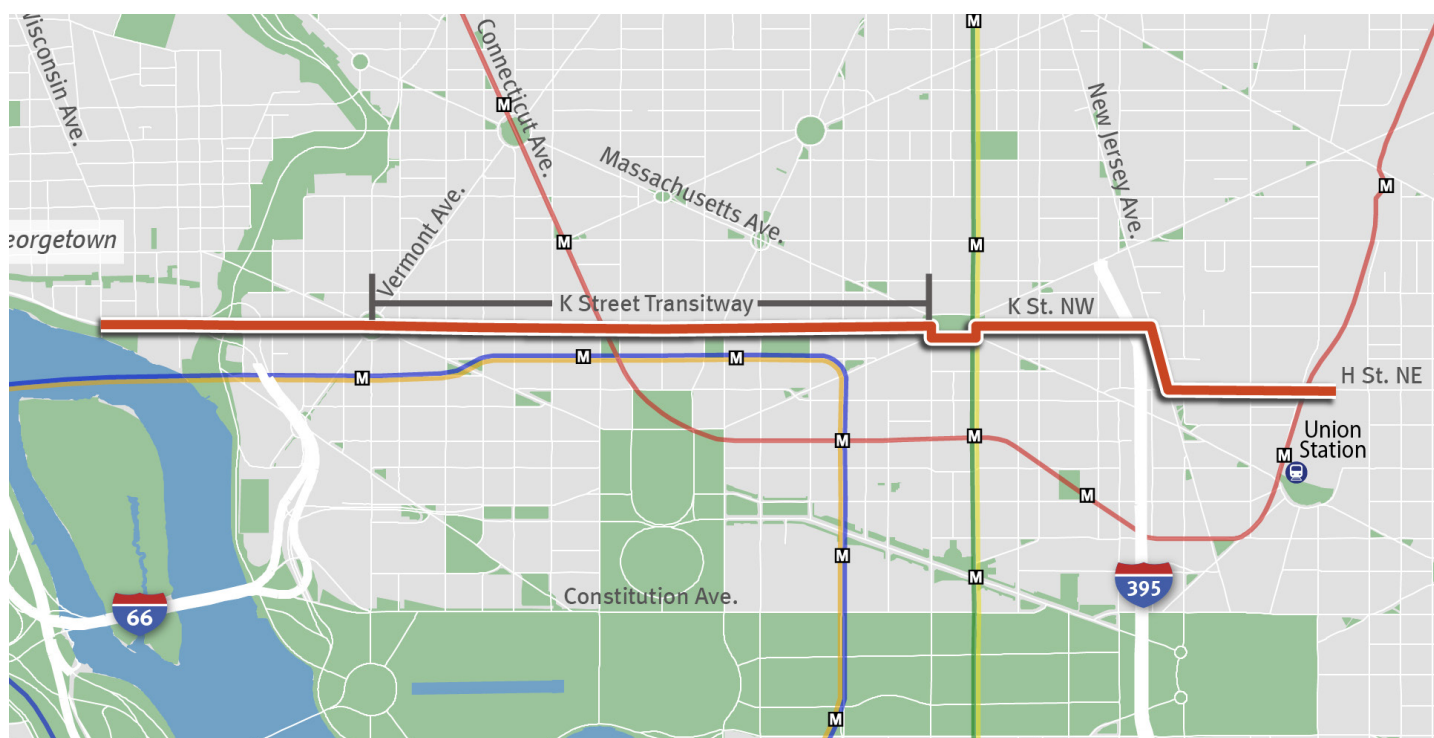 Wisconsin Ave.
Connecticut Ave.
M
M
New Jersey Ave.
Massachusetts Ave.
M
eorgetown
Vermont Ave.
M
M
K Street Transitway
K St. NW
M
M
M
H St. NE
Union
Station
M
M
M
M
M
M
Constitution Ave.
66
395
M